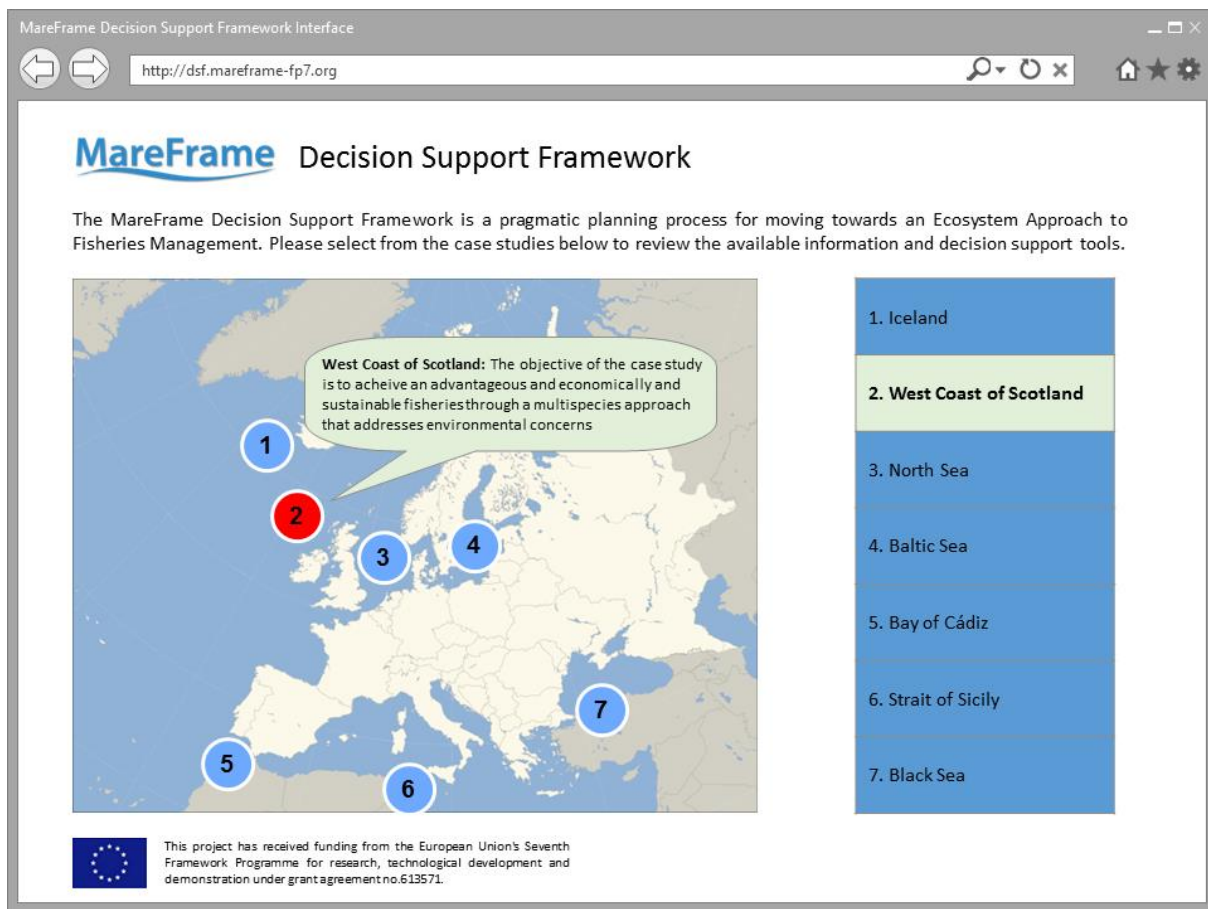 MareFrame Decision Support Framework Interface
http://dsf.mareframe-fp7.org
MareFrame Decision Support Framework
The MareFrame Decision Support Framework is a pragmatic planning process for moving towards an Ecosystem Approach to
Fisheries Management. Please select from the case studies below to review the available information and decision support tools.
West Coast of Scotland: The objective of the case study
is to acheive an advantageous and economically and
sustainable fisheries through a multispecies approach
that addresses environmental concerns
1
2
3
4
5
6
7
1. Iceland
2. West Coast of Scotland
3. North Sea
4. Baltic Sea
5. Bay of Cádiz
6. Strait of Sicily
7. Black Sea
This project has received funding from the European Union's Seventh
Framework Programme for research, technological development and
demonstration under grant agreement no.613571.